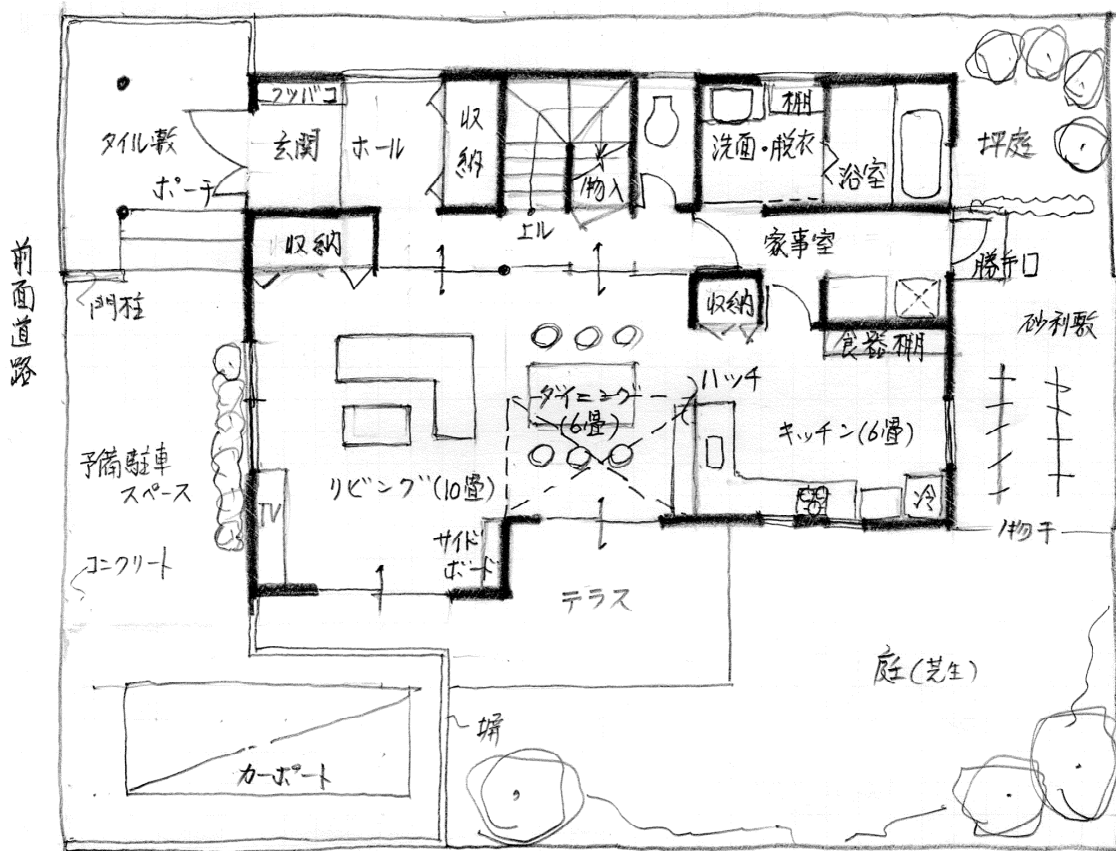 クツバコ
タイル敷
ポーチ
玄関
ホール
収
納
物入
洗面・脱衣
棚
浴室
坪庭
上ル
収納
家事室
勝手口
前面道路
門柱
収納
砂利敷
食器棚
ハッチ
ダイニング
(6畳)
キッチン(6畳)
予備駐車
スペース
リビング(10畳)
TV
冷
サイド
ボード
物干
コンクリート
テラス
庭(芝生)
塀
カーポート